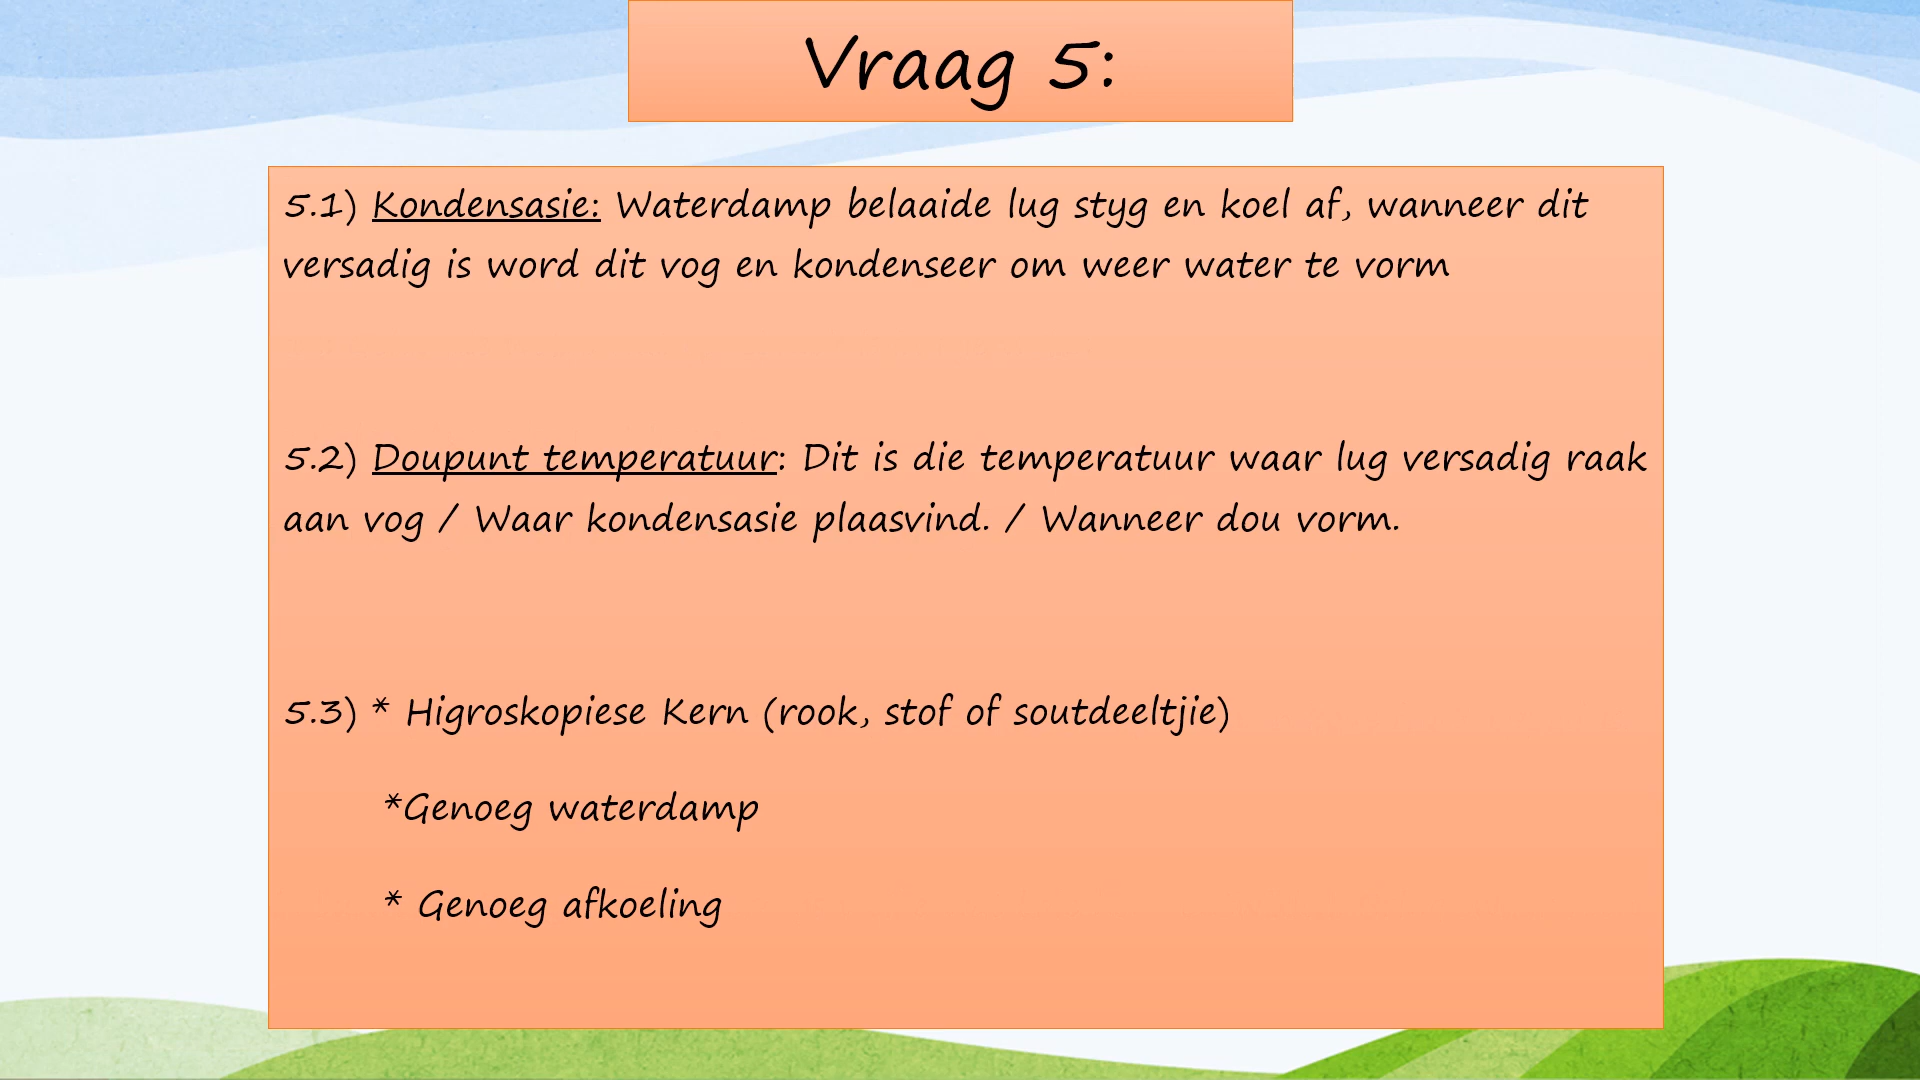 Vraag 5:
5.1) Kondensasie: Waterdamp belaaide lug styg en koel af, wanneer dit
versadig is word dit vog en kondenseer om weer water te vorm
5.2) Doupunt temperatuur: Dit is die temperatuur waar lug versadig raak
aan vog / Waar kondensasie plaasvind. / Wanneer dou vorm.
5.3) * Higroskopiese Kern (rook, stof of soutdeeltjie)
*Genoeg waterdamp
* Genoeg afkoeling